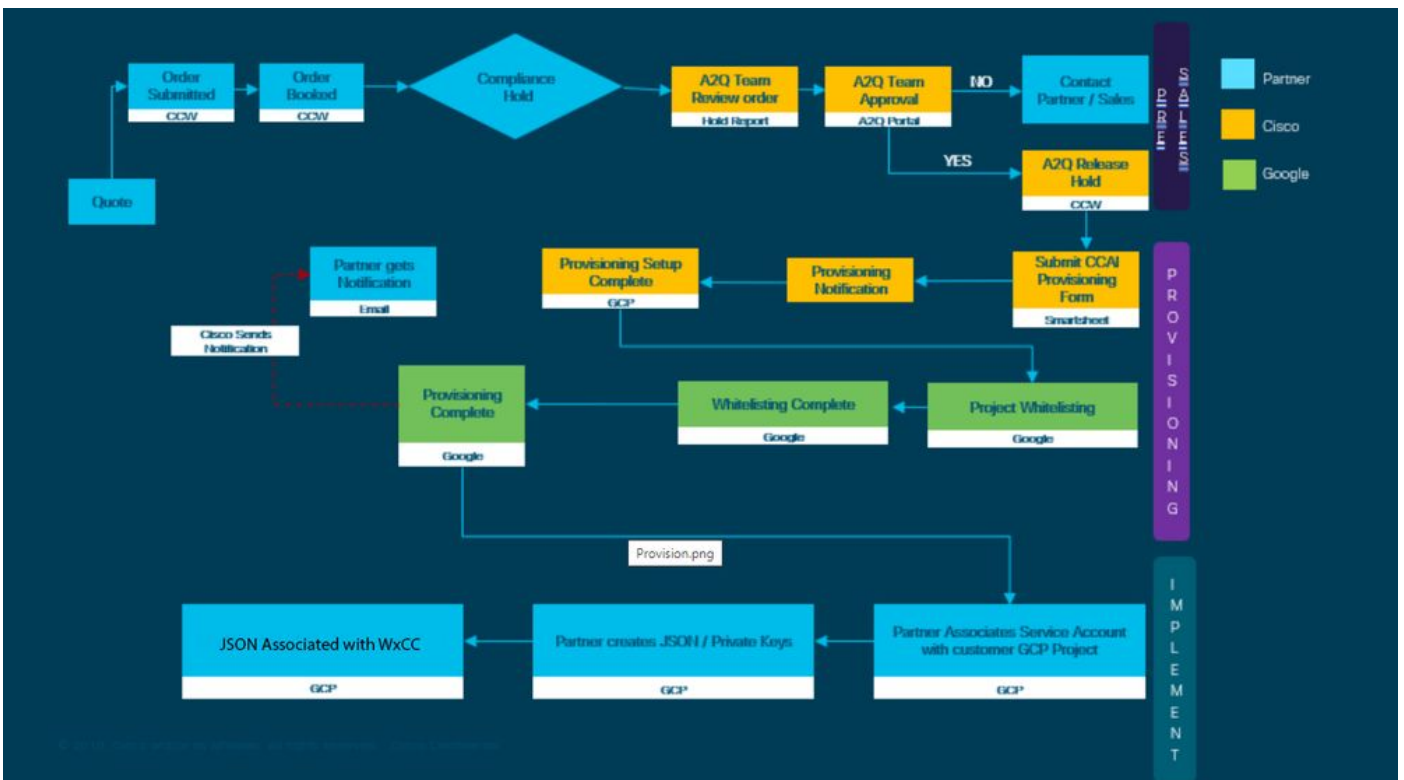 Order
Submitted
CCW
Order
Booked
CCW
Compliance
Hold
A2Q Team
Review order
Hold Report
A2Q Team
Approval
A2Q Portal
NO
Contact
Partner / Sales
PRE
SALES
Partner
Cisco
Google
Quote
YES
A2Q Release
Hold
CCW
Partner gets
Notification
Email
Provisioning Setup
Complete
GCP
Provisioning
Notification
Submit CCAI
Provisioning
Form
Smartsheet
PROVISIONING
Cisco Sends
Notification
Provisioning
Complete
Google
Whitelisting Complete
Google
Project Whitelisting
Google
Provision.png
JSON Associated with WxCC
GCP
Partner creates JSON / Private Keys
GCP
Partner Associates Service Account
with customer GCP Project
GCP
IMPLEMENT